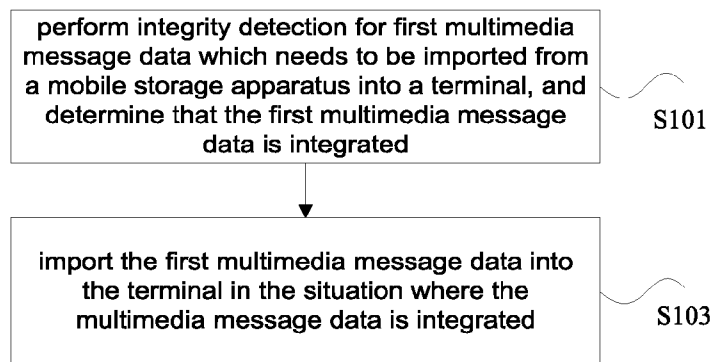 perform integrity detection for first multimedia
message data which needs to be imported from
a mobile storage apparatus into a terminal, and
determine that the first multimedia message
data is integrated
S101
import the first multimedia message data into
the terminal in the situation where the
multimedia message data is integrated
S103